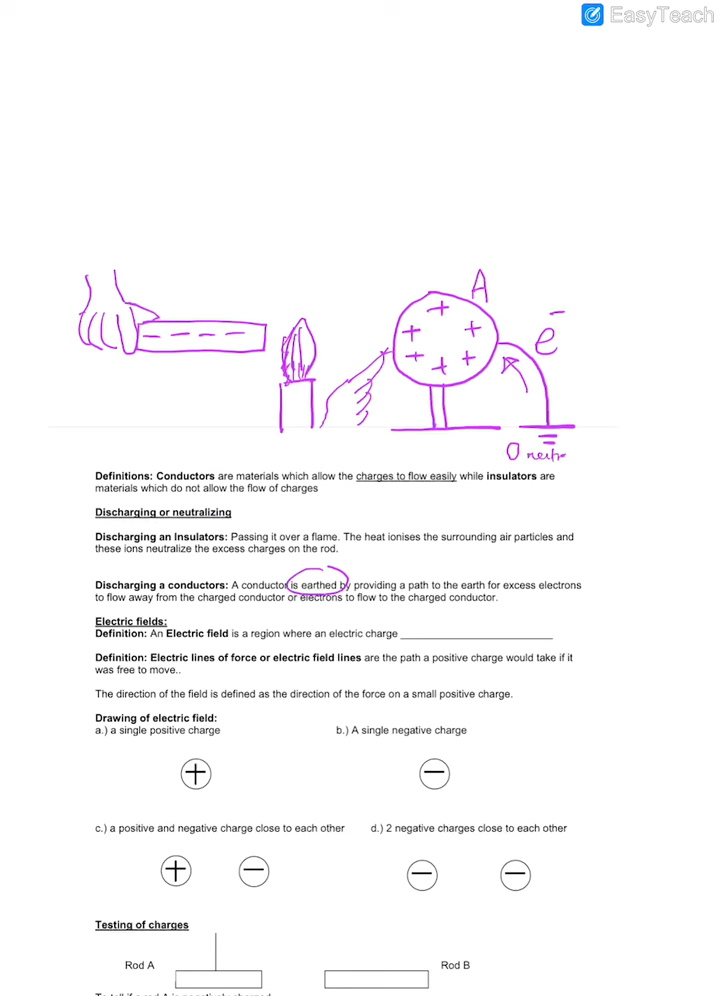 EasyTeach
A
+
+ +
+ +
+
e⁻
– – – –
0 neutr
Definitions: Conductors are materials which allow the charges to flow easily while insulators are
materials which do not allow the flow of charges
Discharging or neutralizing
Discharging an Insulators: Passing it over a flame. The heat ionises the surrounding air particles and
these ions neutralize the excess charges on the rod.
Discharging a conductors: A conductor is earthed by providing a path to the earth for excess electrons
to flow away from the charged conductor or electrons to flow to the charged conductor.
Electric fields:
Definition: An Electric field is a region where an electric charge ____________________
Definition: Electric lines of force or electric field lines are the path a positive charge would take if it
was free to move..
The direction of the field is defined as the direction of the force on a small positive charge.
Drawing of electric field:
a.) a single positive charge b.) A single negative charge
+ –
c.) a positive and negative charge close to each other d.) 2 negative charges close to each other
+ – – –
Testing of charges
Rod A Rod B